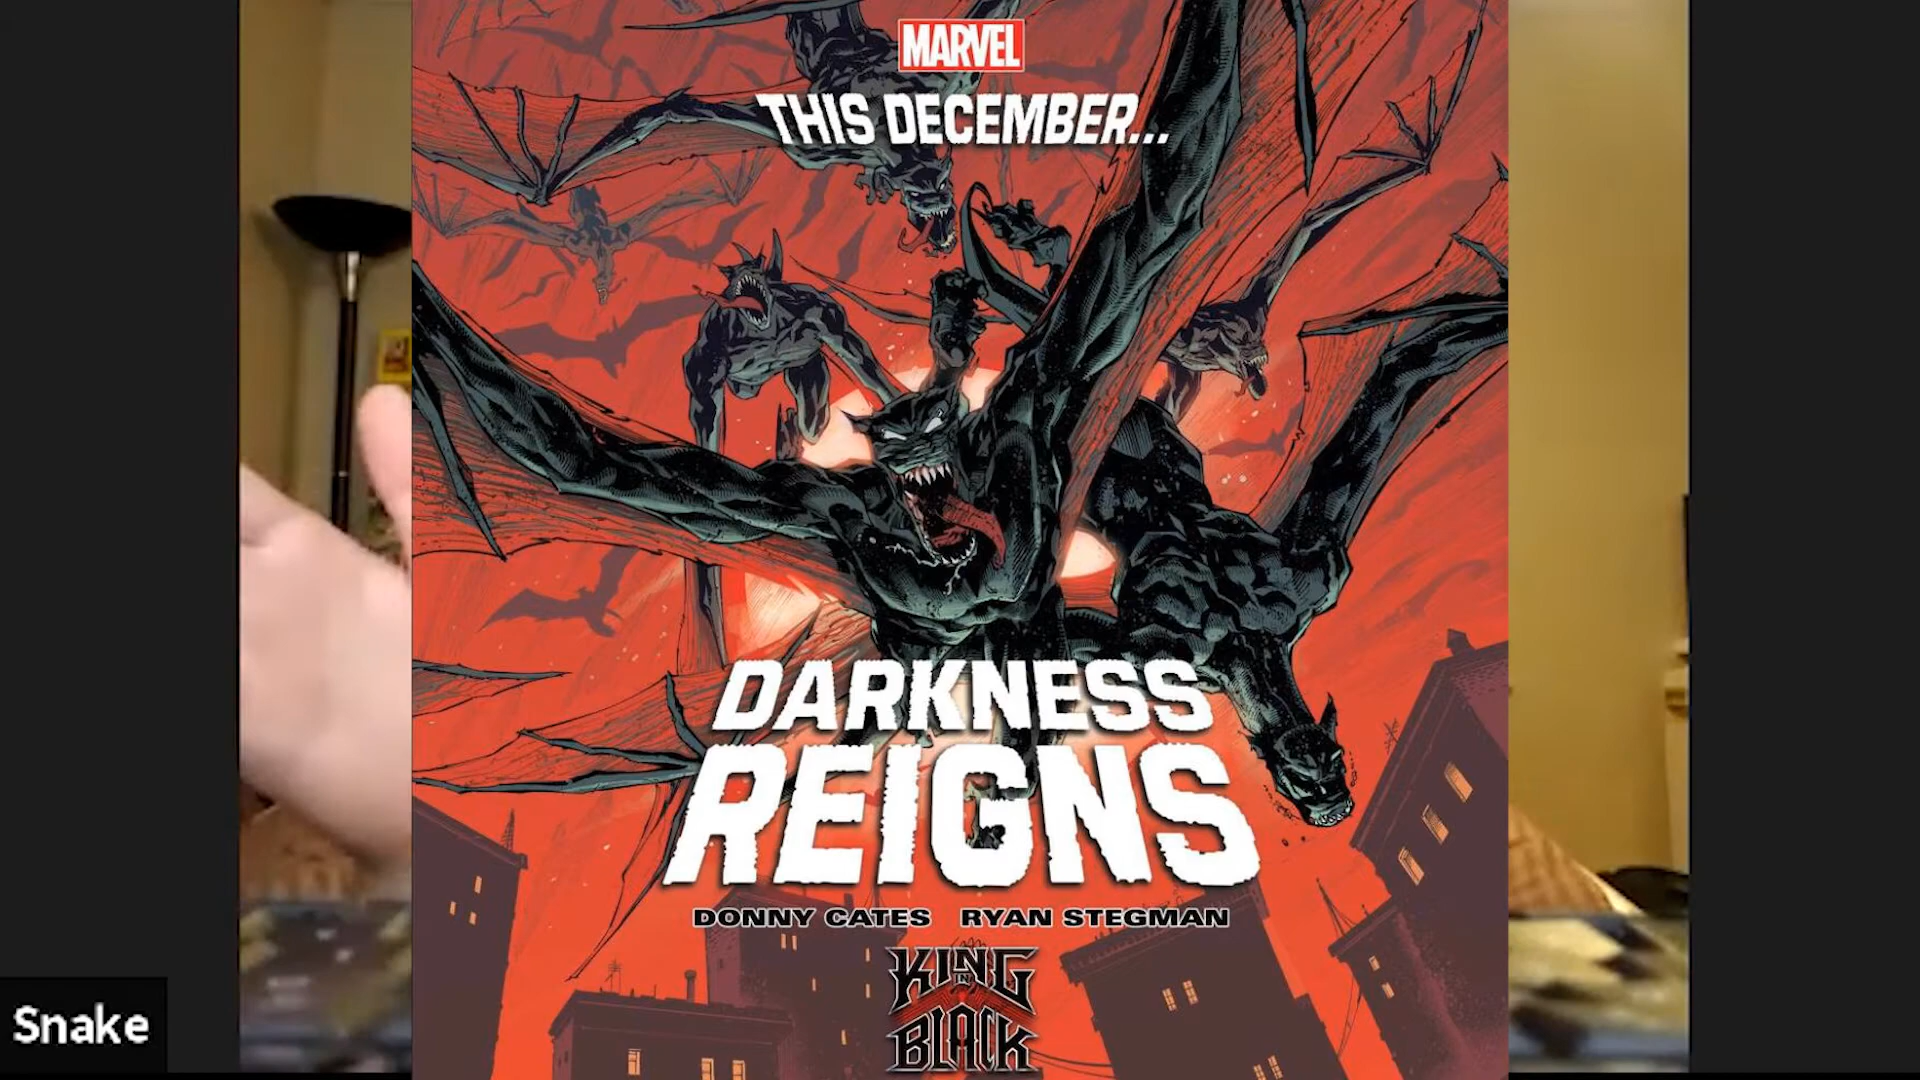 MARVEL
THIS DECEMBER...
DARKNESS
REIGNS
DONNY CATES RYAN STEGMAN
KING
IN
BLACK
Snake